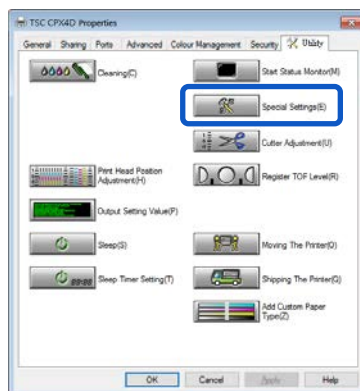 TSC CPX4D Properties
General Sharing Ports Advanced Colour Management Security Utility
Cleaning(C)
Start Status Monitor(M)
Special Settings(E)
Cutter Adjustment(U)
Print Head Position
Adjustment(H)
Register TOF Level(R)
Output Setting Value(P)
Sleep(S)
Moving The Printer(O)
Sleep Timer Setting(T)
Shipping The Printer(Q)
Add Custom Paper
Type(Z)
OK Cancel Apply Help